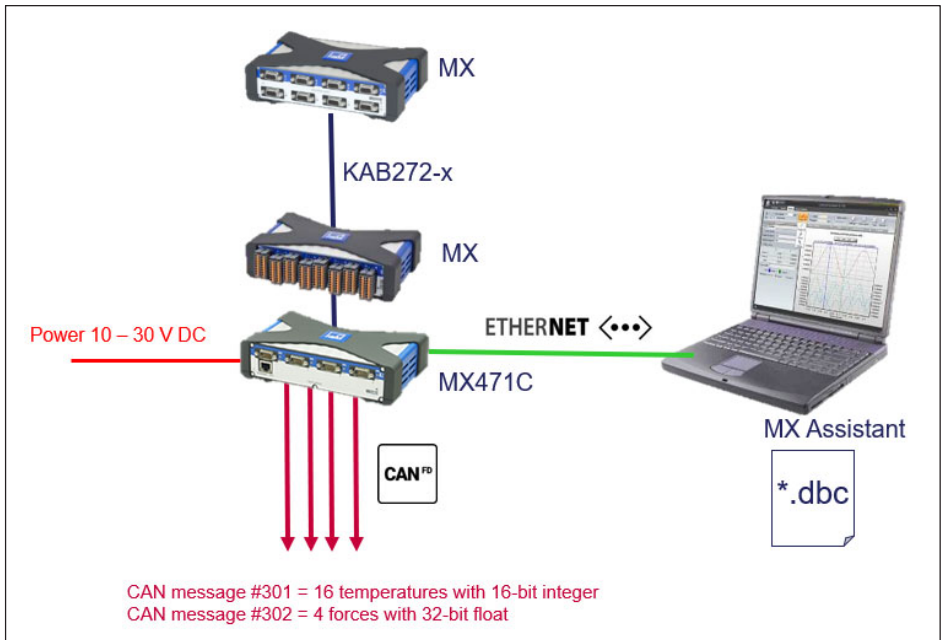 MX
KAB272-x
MX
Power 10 – 30 V DC
ETHERNET <•••>
MX471C
MX Assistant
CAN FD
*.dbc
CAN message #301 = 16 temperatures with 16-bit integer
CAN message #302 = 4 forces with 32-bit float